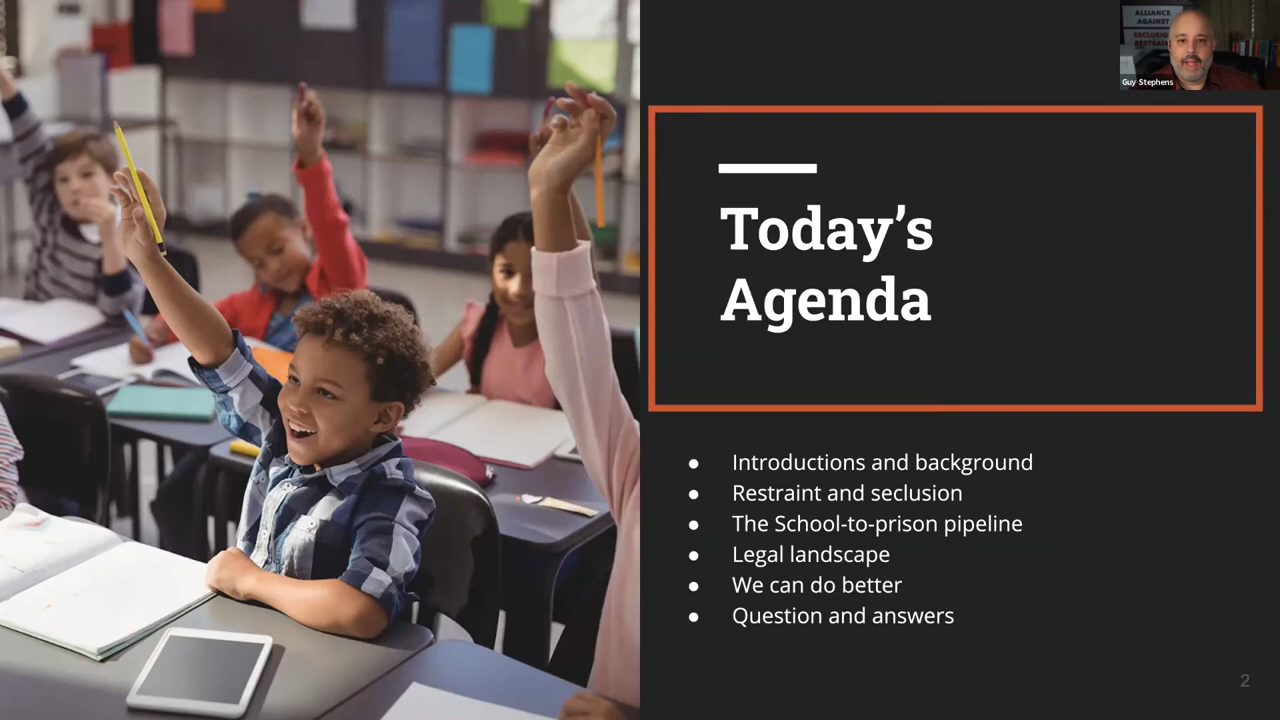 ALLIANCE
AGAINST
SECLUSION
RESTRAINT
Guy Stephens
Today’s
Agenda
● Introductions and background
● Restraint and seclusion
● The School-to-prison pipeline
● Legal landscape
● We can do better
● Question and answers
2